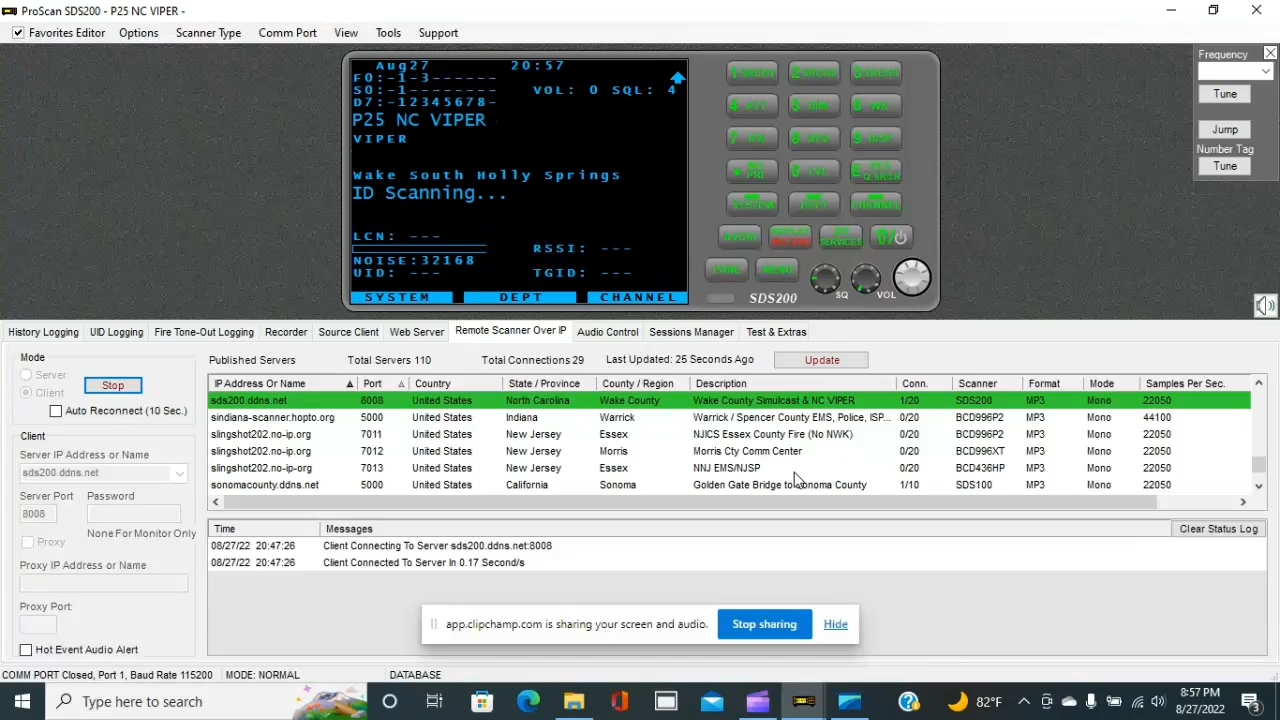 ProScan SDS200 - P25 NC VIPER -
Favorites Editor Options Scanner Type Comm Port View Tools Support
Aug27 20:57
F0:-1-3------
S0:-1-------- VOL: 0 SQL: 4
D7:-12345678-
P25 NC VIPER
VIPER
Wake South Holly Springs
ID Scanning...
LCN: ---
RSSI: ---
NOISE:32168
UID: --- TGID: ---
SYSTEM DEPT CHANNEL
SYSTEM DEPT CHANNEL
SERVICES
MENU
SQ VOL
SDS200
Frequency
Tune
Jump
Number Tag
Tune
History Logging UID Logging Fire Tone-Out Logging Recorder Source Client Web Server Remote Scanner Over IP Audio Control Sessions Manager Test & Extras
Mode
Server
Client
Stop
Auto Reconnect (10 Sec.)
Client
Server IP Address or Name
sds200.ddns.net
Server Port Password
8008
None For Monitor Only
Proxy
Proxy IP Address or Name
Proxy Port:
Hot Event Audio Alert
Published Servers Total Servers 110 Total Connections 29 Last Updated: 25 Seconds Ago Update
IP Address Or Name Port Country State / Province County / Region Description Conn. Scanner Format Mode Samples Per Sec.
sds200.ddns.net 8008 United States North Carolina Wake County Wake County Simulcast & NC VIPER 1/20 SDS200 MP3 Mono 22050
sindiana-scanner.hopto.org 5000 United States Indiana Warrick Warrick / Spencer County EMS, Police, ISP... 0/20 BCD996P2 MP3 Mono 44100
slingshot202.no-ip.org 7011 United States New Jersey Essex NJICS Essex County Fire (No NWK) 0/20 BCD996P2 MP3 Mono 22050
slingshot202.no-ip.org 7012 United States New Jersey Morris Morris Cty Comm Center 0/20 BCD996XT MP3 Mono 22050
slingshot202.no-ip-org 7013 United States New Jersey Essex NNJ EMS/NJSP 0/20 BCD436HP MP3 Mono 22050
sonomacounty.ddns.net 5000 United States California Sonoma Golden Gate Bridge to Sonoma County 1/10 SDS100 MP3 Mono 22050
Time Messages Clear Status Log
08/27/22 20:47:26 Client Connecting To Server sds200.ddns.net:8008
08/27/22 20:47:26 Client Connected To Server In 0.17 Second/s
app.clipchamp.com is sharing your screen and audio. Stop sharing Hide
COMM PORT Closed, Port 1, Baud Rate 115200 MODE: NORMAL DATABASE
Type here to search
82°F
8:57 PM
8/27/2022
3